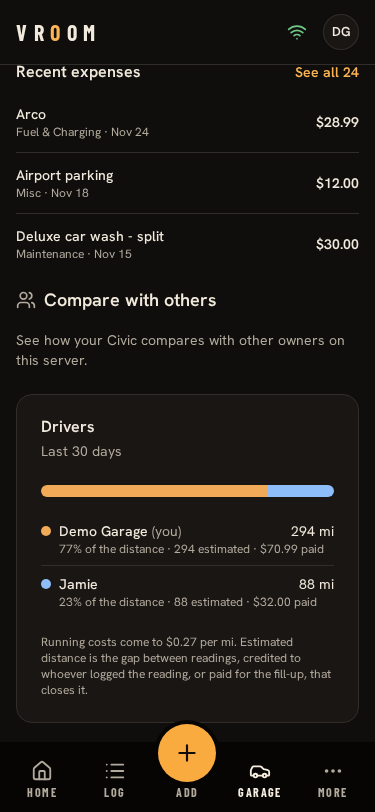 VROOM
DG
Recent expenses
See all 24
Arco
Fuel & Charging · Nov 24
$28.99
Airport parking
Misc · Nov 18
$12.00
Deluxe car wash - split
Maintenance · Nov 15
$30.00
Compare with others
See how your Civic compares with other owners on
this server.
Drivers
Last 30 days
Demo Garage (you)
294 mi
77% of the distance · 294 estimated · $70.99 paid
Jamie
88 mi
23% of the distance · 88 estimated · $32.00 paid
Running costs come to $0.27 per mi. Estimated
distance is the gap between readings, credited to
whoever logged the reading, or paid for the fill-up, that
closes it.
HOME
LOG
ADD
GARAGE
MORE